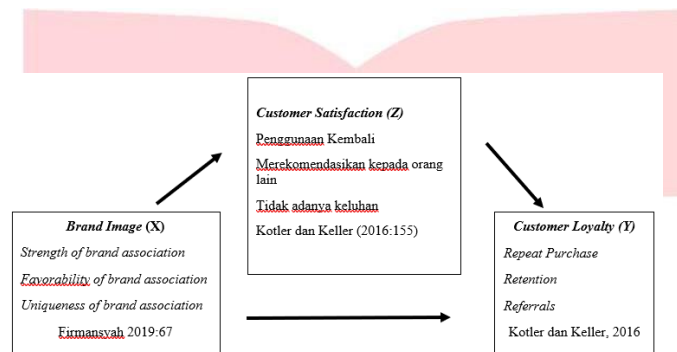 Customer Satisfaction (Z)
Penggunaan Kembali
Merekomendasikan kepada orang
lain
Tidak adanya keluhan
Kotler dan Keller (2016:155)
Brand Image (X)
Strength of brand association
Favorability of brand association
Uniqueness of brand association
Firmansyah 2019:67
Customer Loyalty (Y)
Repeat Purchase
Retention
Referrals
Kotler dan Keller, 2016